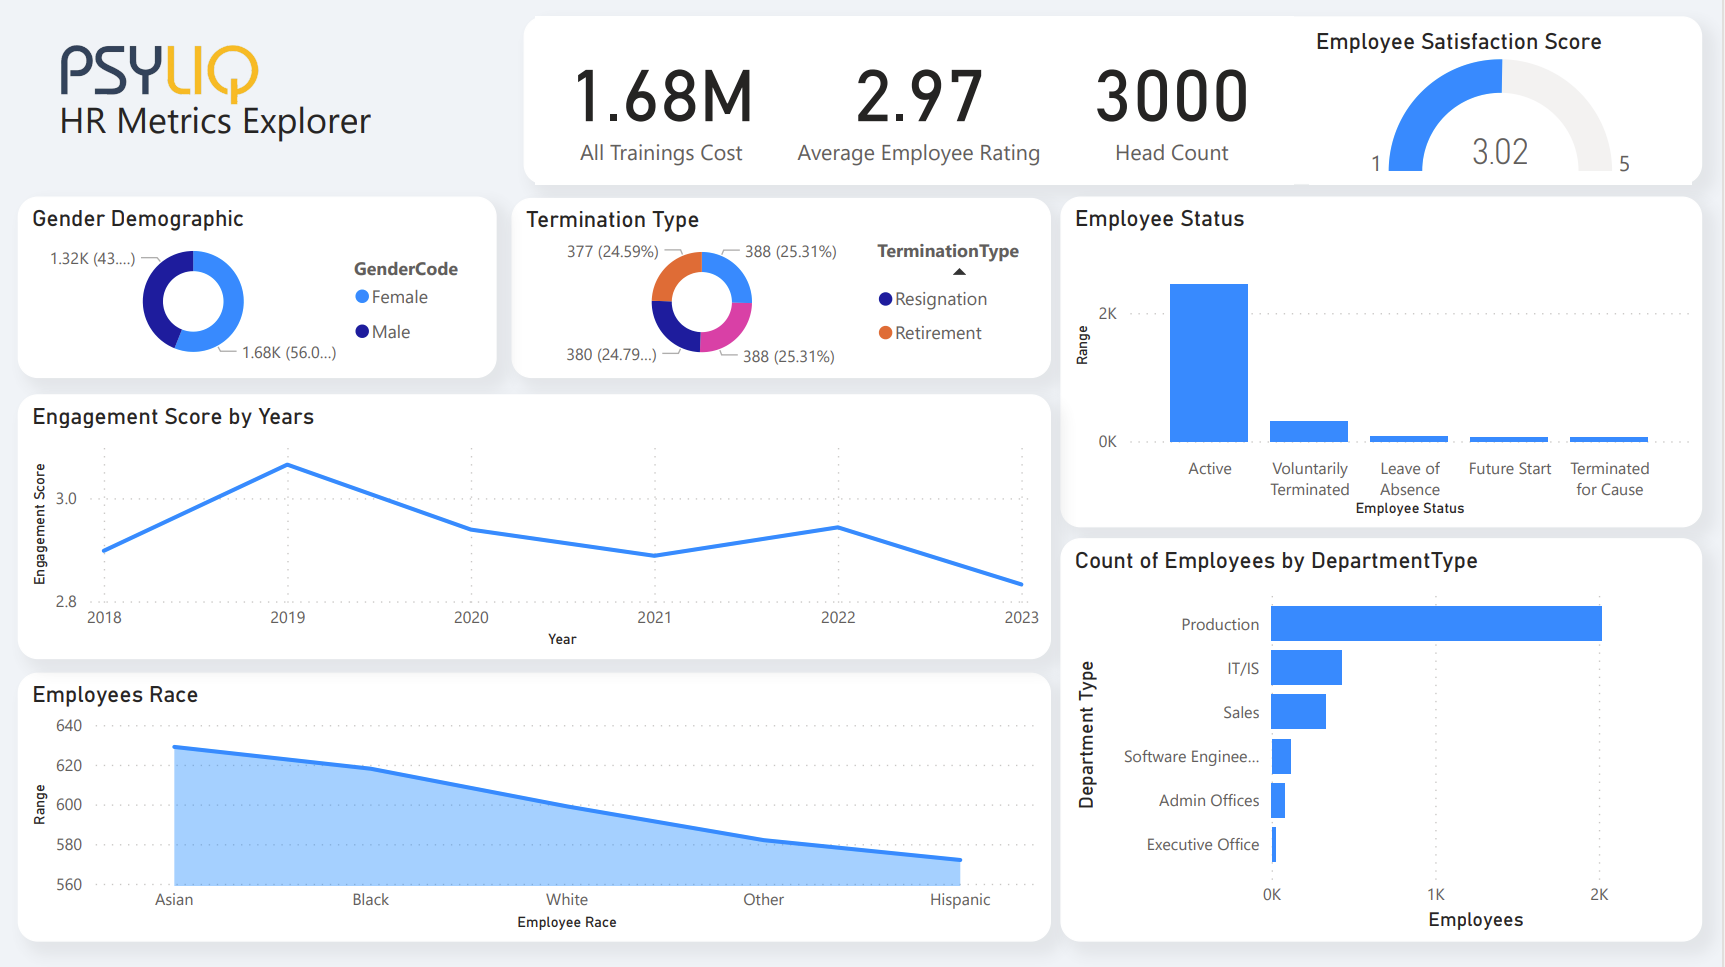 PSYLIQ
HR Metrics Explorer
1.68M
All Trainings Cost
2.97
Average Employee Rating
3000
Head Count
Employee Satisfaction Score
1
3.02
5
Gender Demographic
1.32K (43....)
1.68K (56.0...)
GenderCode
Female
Male
Termination Type
377 (24.59%)
388 (25.31%)
380 (24.79...)
388 (25.31%)
TerminationType
Resignation
Retirement
Employee Status
Range
2K
0K
Active
Voluntarily
Terminated
Leave of
Absence
Future Start
Terminated
for Cause
Employee Status
Engagement Score by Years
Engagement Score
3.0
2.8
2018
2019
2020
2021
2022
2023
Year
Employees Race
Range
640
620
600
580
560
Asian
Black
White
Other
Hispanic
Employee Race
Count of Employees by DepartmentType
Department Type
Production
IT/IS
Sales
Software Enginee...
Admin Offices
Executive Office
0K
1K
2K
Employees